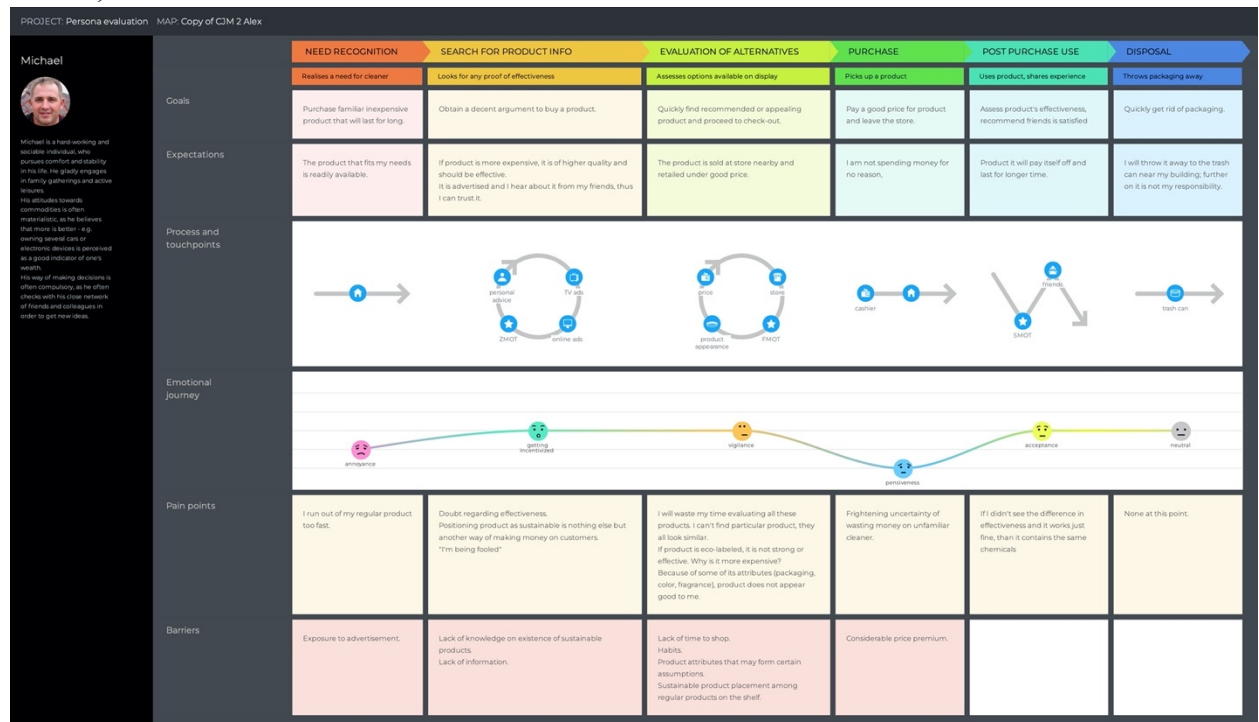 PROJECT: Persona evaluation MAP: Copy of CJM 2 Alex
Michael
Michael is a hard-working and
sociable individual, who
pursues comfort and stability
in his life. He gladly engages
in family gatherings and active
leisures.
His attitudes towards
commodities is often
materialistic, as he believes
that more is better - e.g.
owning several cars or
electronic devices is perceived
as a good indicator of one's
wealth.
His way of making decisions is
often compulsory, as he often
checks with his close network
of friends and colleagues in
order to get new ideas.
NEED RECOGNITION
SEARCH FOR PRODUCT INFO
EVALUATION OF ALTERNATIVES
PURCHASE
POST PURCHASE USE
DISPOSAL
Realises a need for cleaner
Looks for any proof of effectiveness
Assesses options available on display
Picks up a product
Uses product, shares experience
Throws packaging away
Goals
Purchase familiar inexpensive
product that will last for long.
Obtain a decent argument to buy a product.
Quickly find recommended or appealing
product and proceed to check-out.
Pay a good price for product
and leave the store.
Assess product's effectiveness,
recommend friends is satisfied
Quickly get rid of packaging.
Expectations
The product that fits my needs
is readily available.
If product is more expensive, it is of higher quality and
should be effective.
It is advertised and I hear about it from my friends, thus
I can trust it.
The product is sold at store nearby and
retailed under good price.
I am not spending money for
no reason,
Product it will pay itself off and
last for longer time.
I will throw it away to the trash
can near my building; further
on it is not my responsibility.
Process and
touchpoints
personal
advice
TV ads
ZMOT
online ads
price
store
product
appearance
FMOT
cashier
friends
SMOT
trash can
Emotional
journey
annoyance
getting
incentivized
vigilance
pensiveness
acceptance
neutral
Pain points
I run out of my regular product
too fast.
Doubt regarding effectiveness.
Positioning product as sustainable is nothing else but
another way of making money on customers.
"I'm being fooled"
I will waste my time evaluating all these
products. I can't find particular product, they
all look similar.
If product is eco-labeled, it is not strong or
effective. Why is it more expensive?
Because of some of its attributes (packaging,
color, fragrance), product does not appear
good to me.
Frightening uncertainty of
wasting money on unfamiliar
cleaner.
If I didn't see the difference in
effectiveness and it works just
fine, than it contains the same
chemicals
None at this point.
Barriers
Exposure to advertisement.
Lack of knowledge on existence of sustainable
products.
Lack of information.
Lack of time to shop.
Habits.
Product attributes that may form certain
assumptions.
Sustainable product placement among
regular products on the shelf.
Considerable price premium.